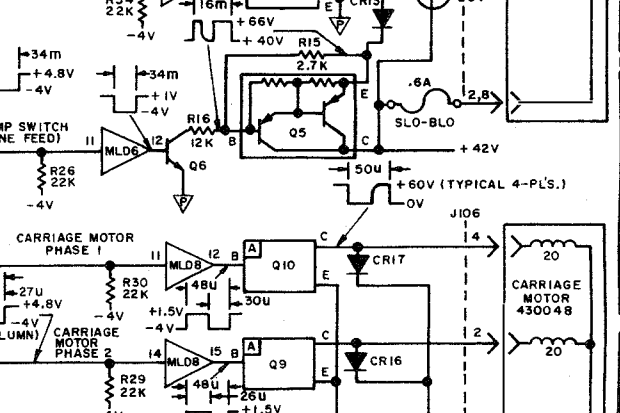 R34
22K
-4V
16m
+66V
+40V
E
P
CR13
R15
2.7K
34m
+4.8V
-4V
34m
+1V
-4V
E
.6A
2,8
SLO-BLO
MP SWITCH
NE FEED)
11
MLD6
12
R16
12K
B
Q5
C
+42V
R26
22K
-4V
Q6
P
50u
+60V (TYPICAL 4-PL'S.)
0V
J106
CARRIAGE MOTOR
PHASE 1
11
MLD8
12
B
A
Q10
C
E
CR17
4
20
27u
+4.8V
-4V
LUMN)
R30
22K
-4V
48u
30u
+1.5V
-4V
CARRIAGE
MOTOR
430048
CARRIAGE
MOTOR
PHASE 2
14
MLD8
15
B
A
Q9
C
E
CR16
2
20
R29
22K
48u
26u
+1.5V